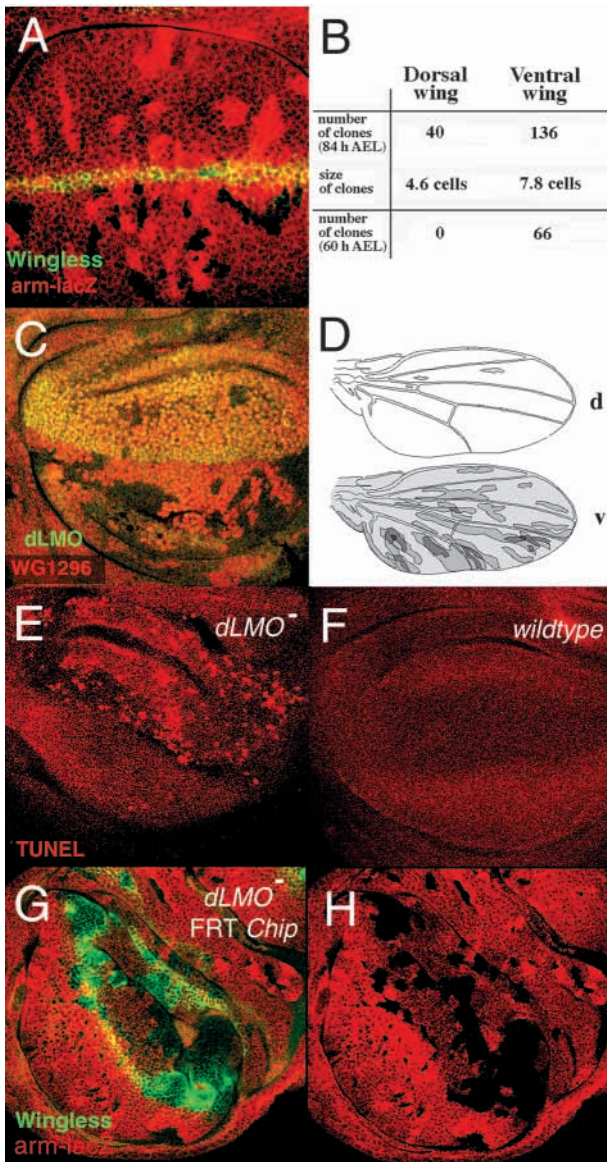 A
B
Dorsal wing
Ventral wing
number of clones (84 h AEL)
40
136
size of clones
4.6 cells
7.8 cells
number of clones (60 h AEL)
0
66
Wingless
arm-lacZ
C
D
d
v
dLMO
WG1296
E
dLMO-
F
wildtype
TUNEL
G
dLMO-
FRT Chip
H
Wingless
arm-lacZ